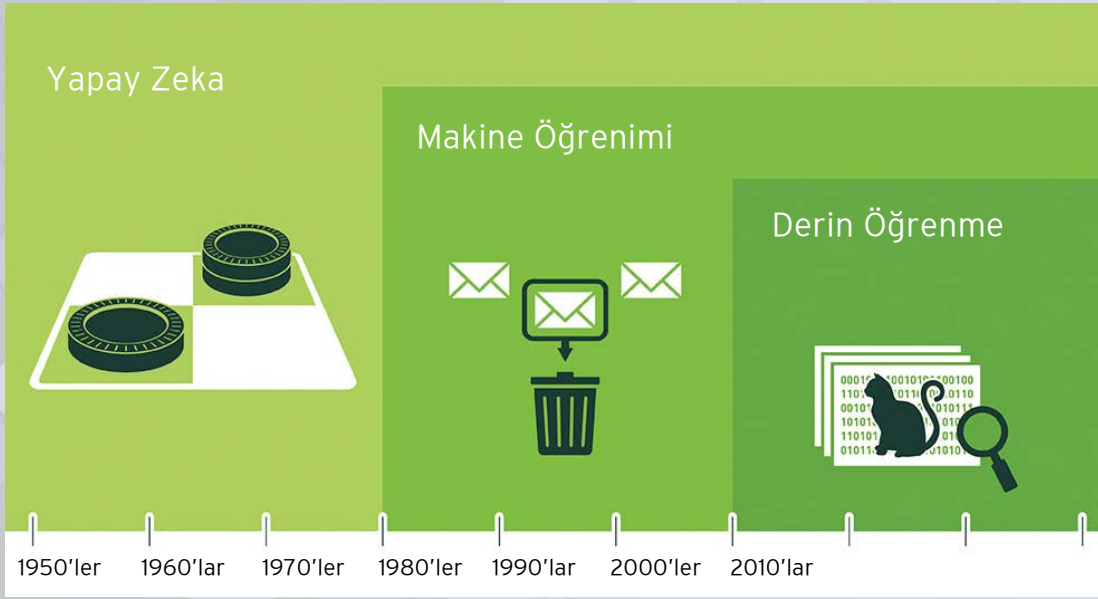 Yapay Zeka
Makine Öğrenimi
Derin Öğrenme
1950'ler 1960'lar 1970'ler 1980'ler 1990'lar 2000'ler 2010'lar